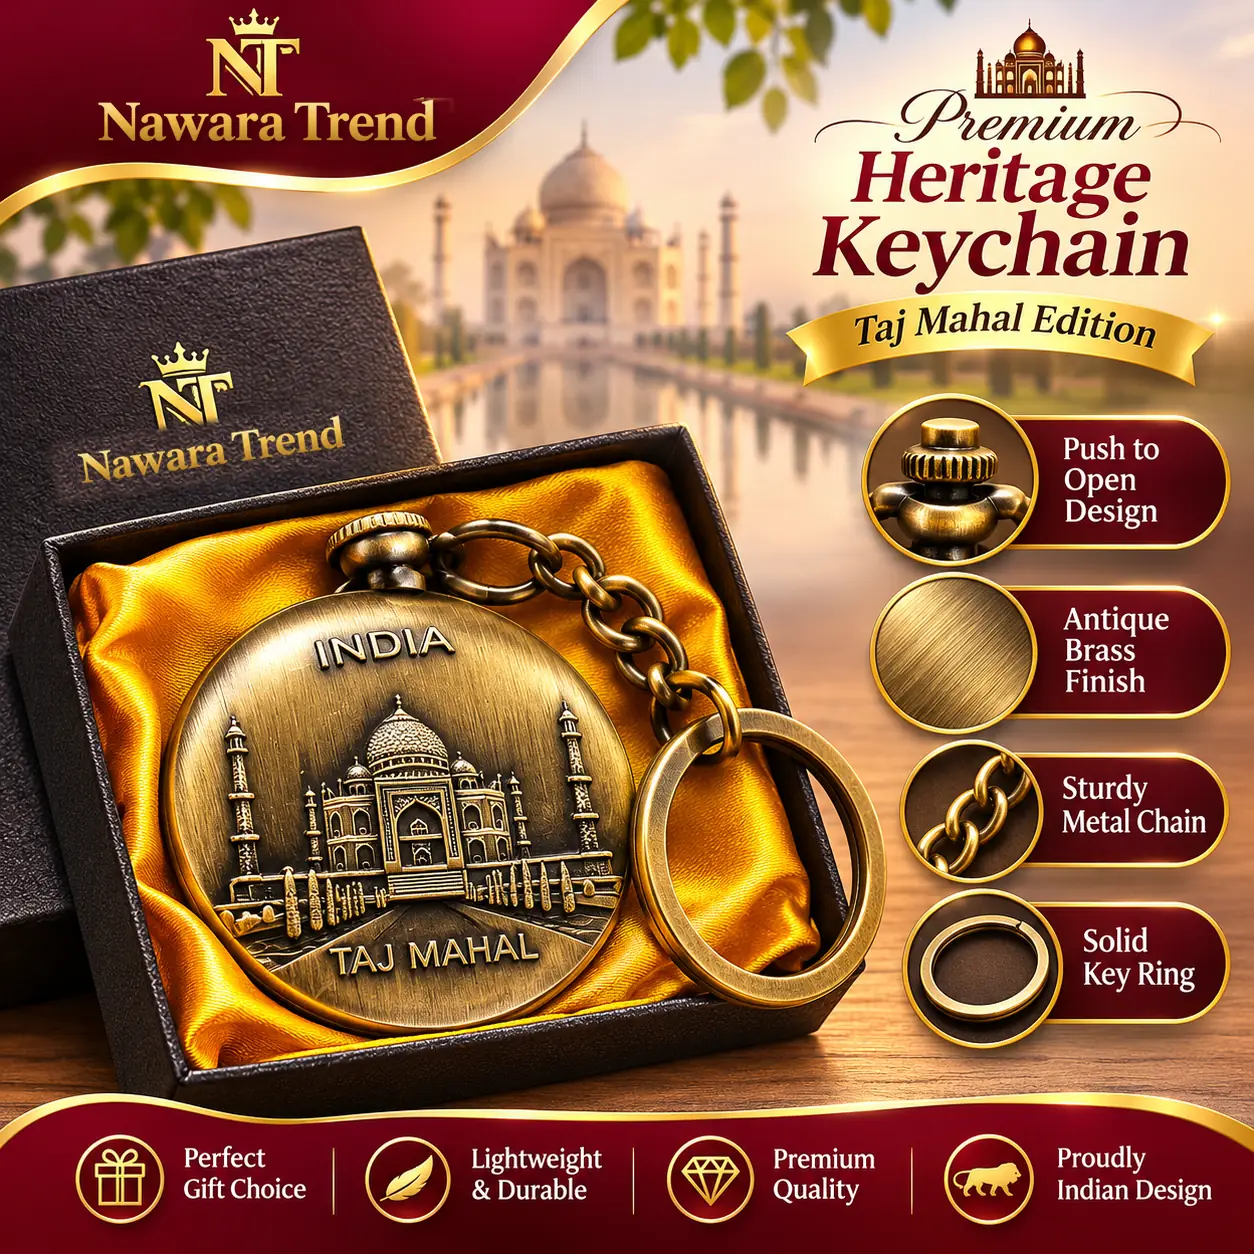 NT
Nawara Trend
Premium
Heritage
Keychain
Taj Mahal Edition
NT
Nawara Trend
INDIA
TAJ MAHAL
Push to
Open
Design
Antique
Brass
Finish
Sturdy
Metal Chain
Solid
Key Ring
Perfect
Gift Choice
Lightweight
& Durable
Premium
Quality
Proudly
Indian Design